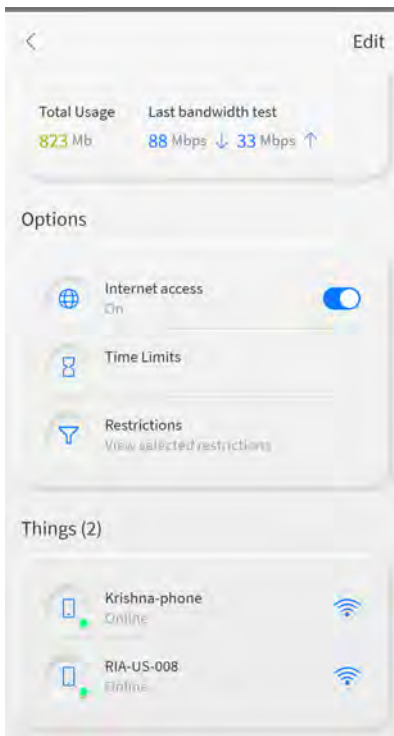 Edit
Total Usage Last bandwidth test
823 Mb 88 Mbps ↓ 33 Mbps ↑
Options
Internet access
On
Time Limits
Restrictions
View selected restrictions
Things (2)
Krishna-phone
Online
RIA-US-008
Online